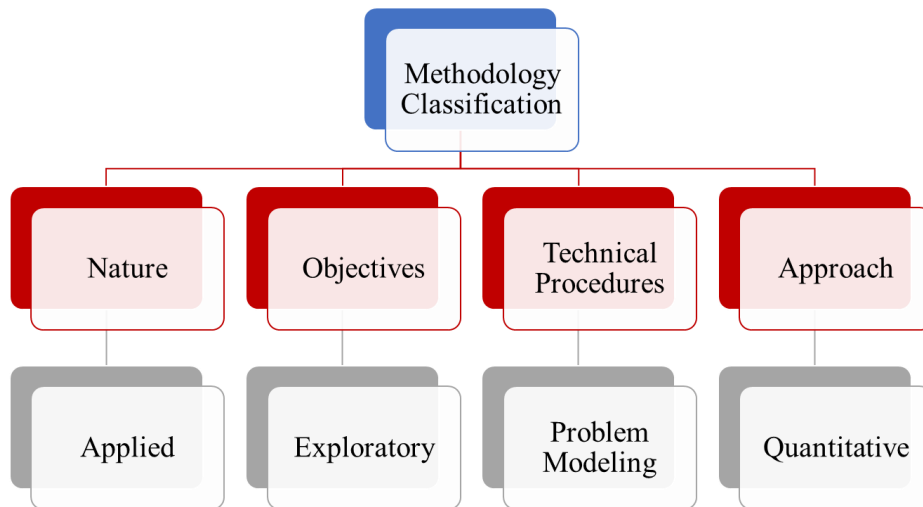 Methodology
Classification
Nature
Objectives
Technical
Procedures
Approach
Applied
Exploratory
Problem
Modeling
Quantitative